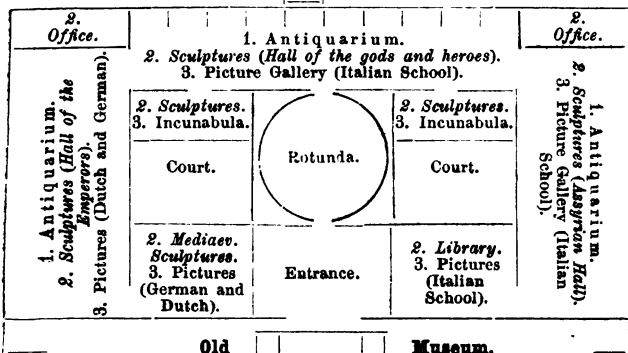 2.
Office.
1. Antiquarium.
2. Sculptures (Hall of the gods and heroes).
3. Picture Gallery (Italian School).
2.
Office.
1. Antiquarium.
2. Sculptures (Hall of the
Emperors).
3. Pictures (Dutch and German).
2. Sculptures.
3. Incunabula.
Court.
Rotunda.
2. Sculptures.
3. Incunabula.
Court.
1. Antiquarium.
2. Sculptures (Assyrian Hall).
3. Picture Gallery (Italian
School).
2. Mediaev.
Sculptures.
3. Pictures
(German and
Dutch).
Entrance.
2. Library.
3. Pictures
(Italian
School).
Old Museum.